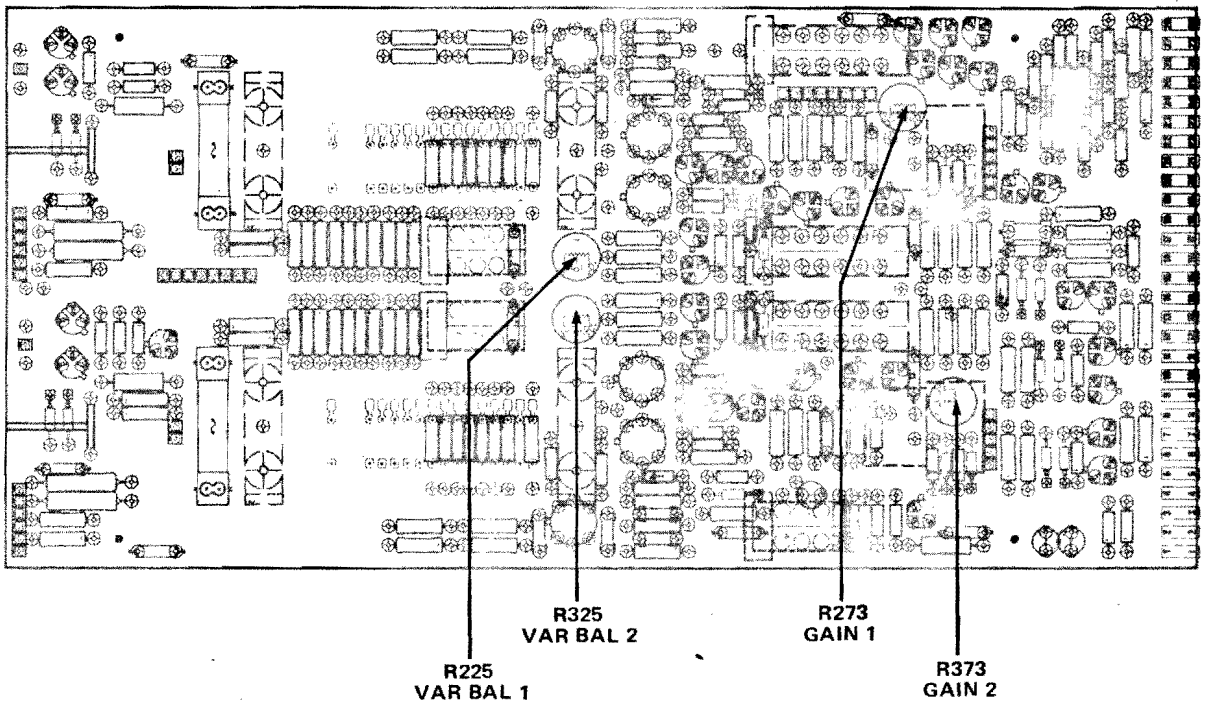 R325
VAR BAL 2
R225
VAR BAL 1
R273
GAIN 1
R373
GAIN 2